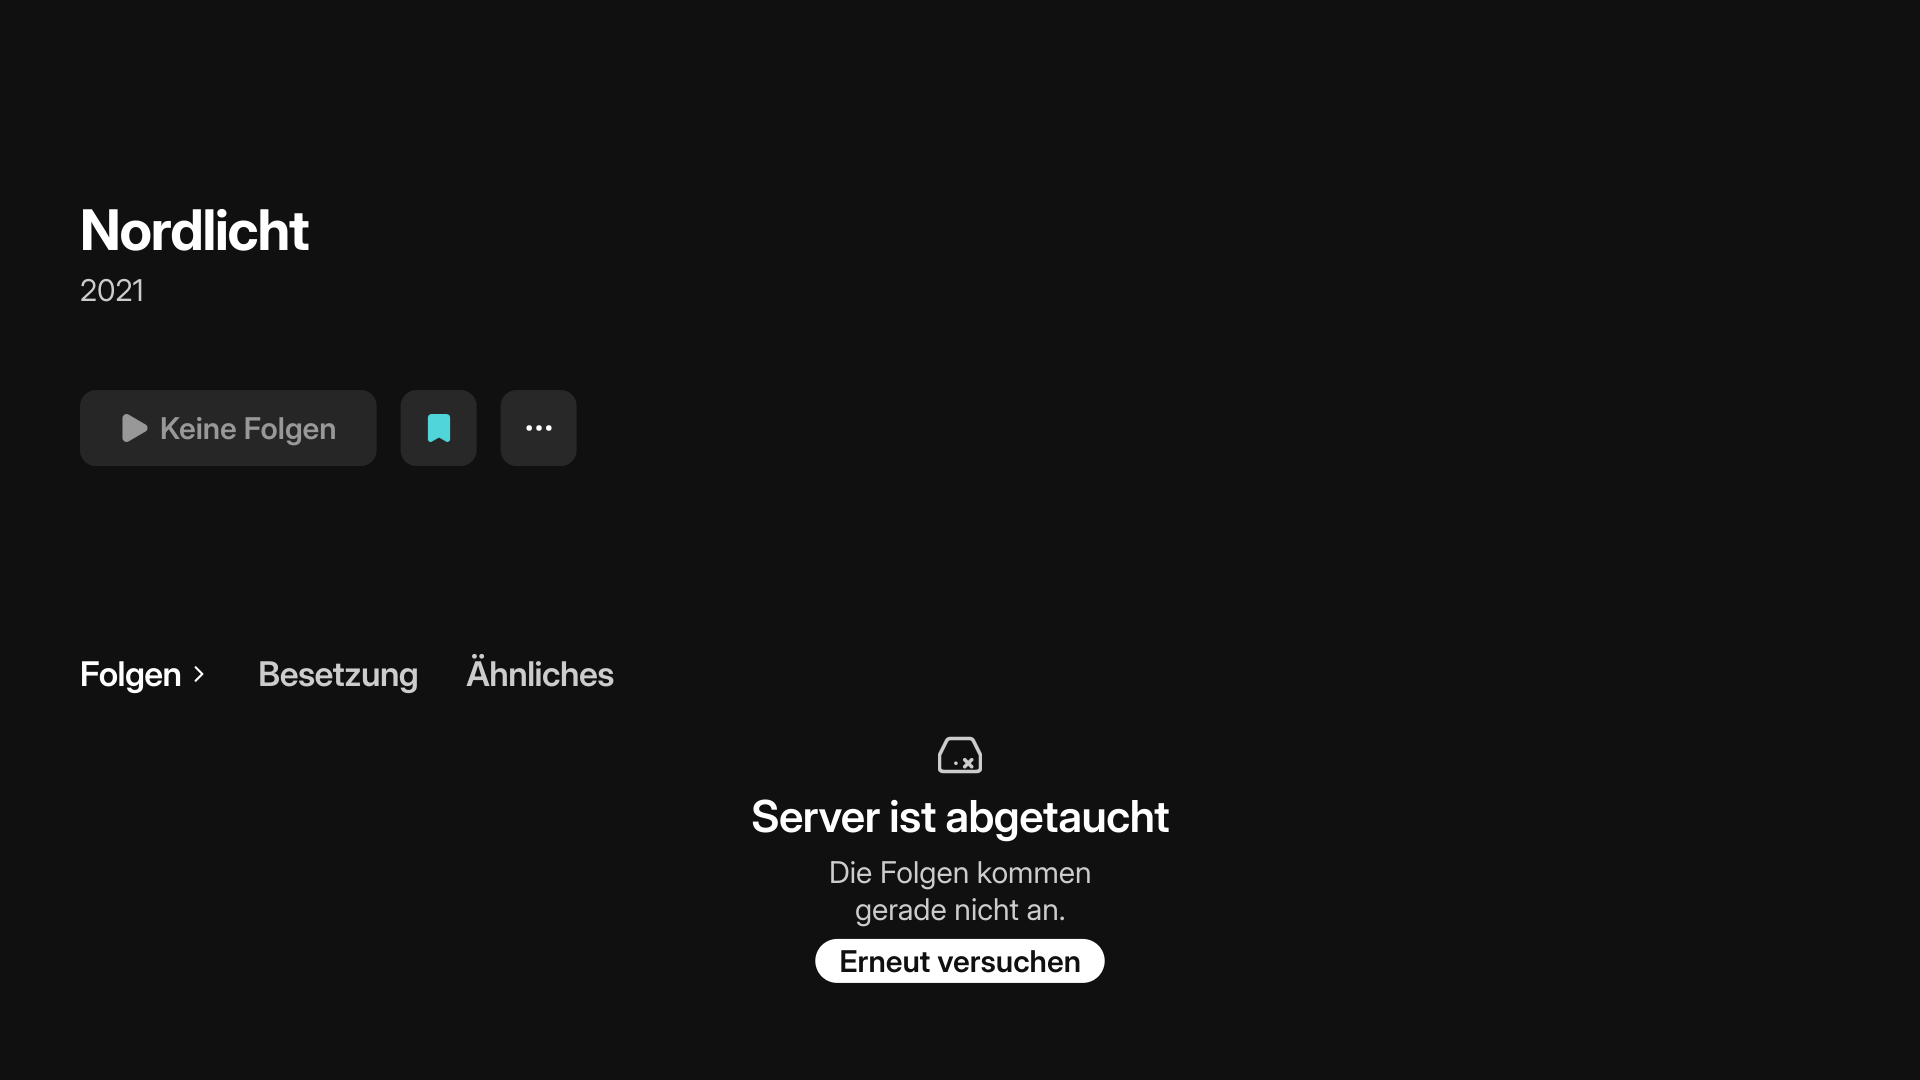 Nordlicht
2021
Keine Folgen
Folgen
Besetzung
Ähnliches
Server ist abgetaucht
Die Folgen kommen
gerade nicht an.
Erneut versuchen